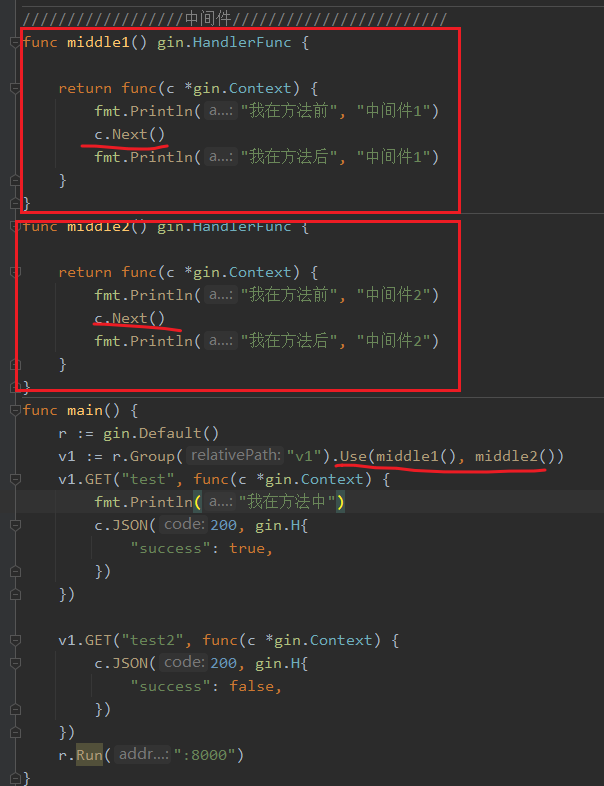 //////////////////中间件////////////////////////
func middle1() gin.HandlerFunc {
return func(c *gin.Context) {
fmt.Println( a...: "我在方法前", "中间件1")
c.Next()
fmt.Println( a...: "我在方法后", "中间件1")
}
}
func middle2() gin.HandlerFunc {
return func(c *gin.Context) {
fmt.Println( a...: "我在方法前", "中间件2")
c.Next()
fmt.Println( a...: "我在方法后", "中间件2")
}
}
func main() {
r := gin.Default()
v1 := r.Group( relativePath: "v1").Use(middle1(), middle2())
v1.GET("test", func(c *gin.Context) {
fmt.Println( a...: "我在方法中")
c.JSON( code: 200, gin.H{
"success": true,
})
})
v1.GET("test2", func(c *gin.Context) {
c.JSON( code: 200, gin.H{
"success": false,
})
})
r.Run( addr...: ":8000")
}